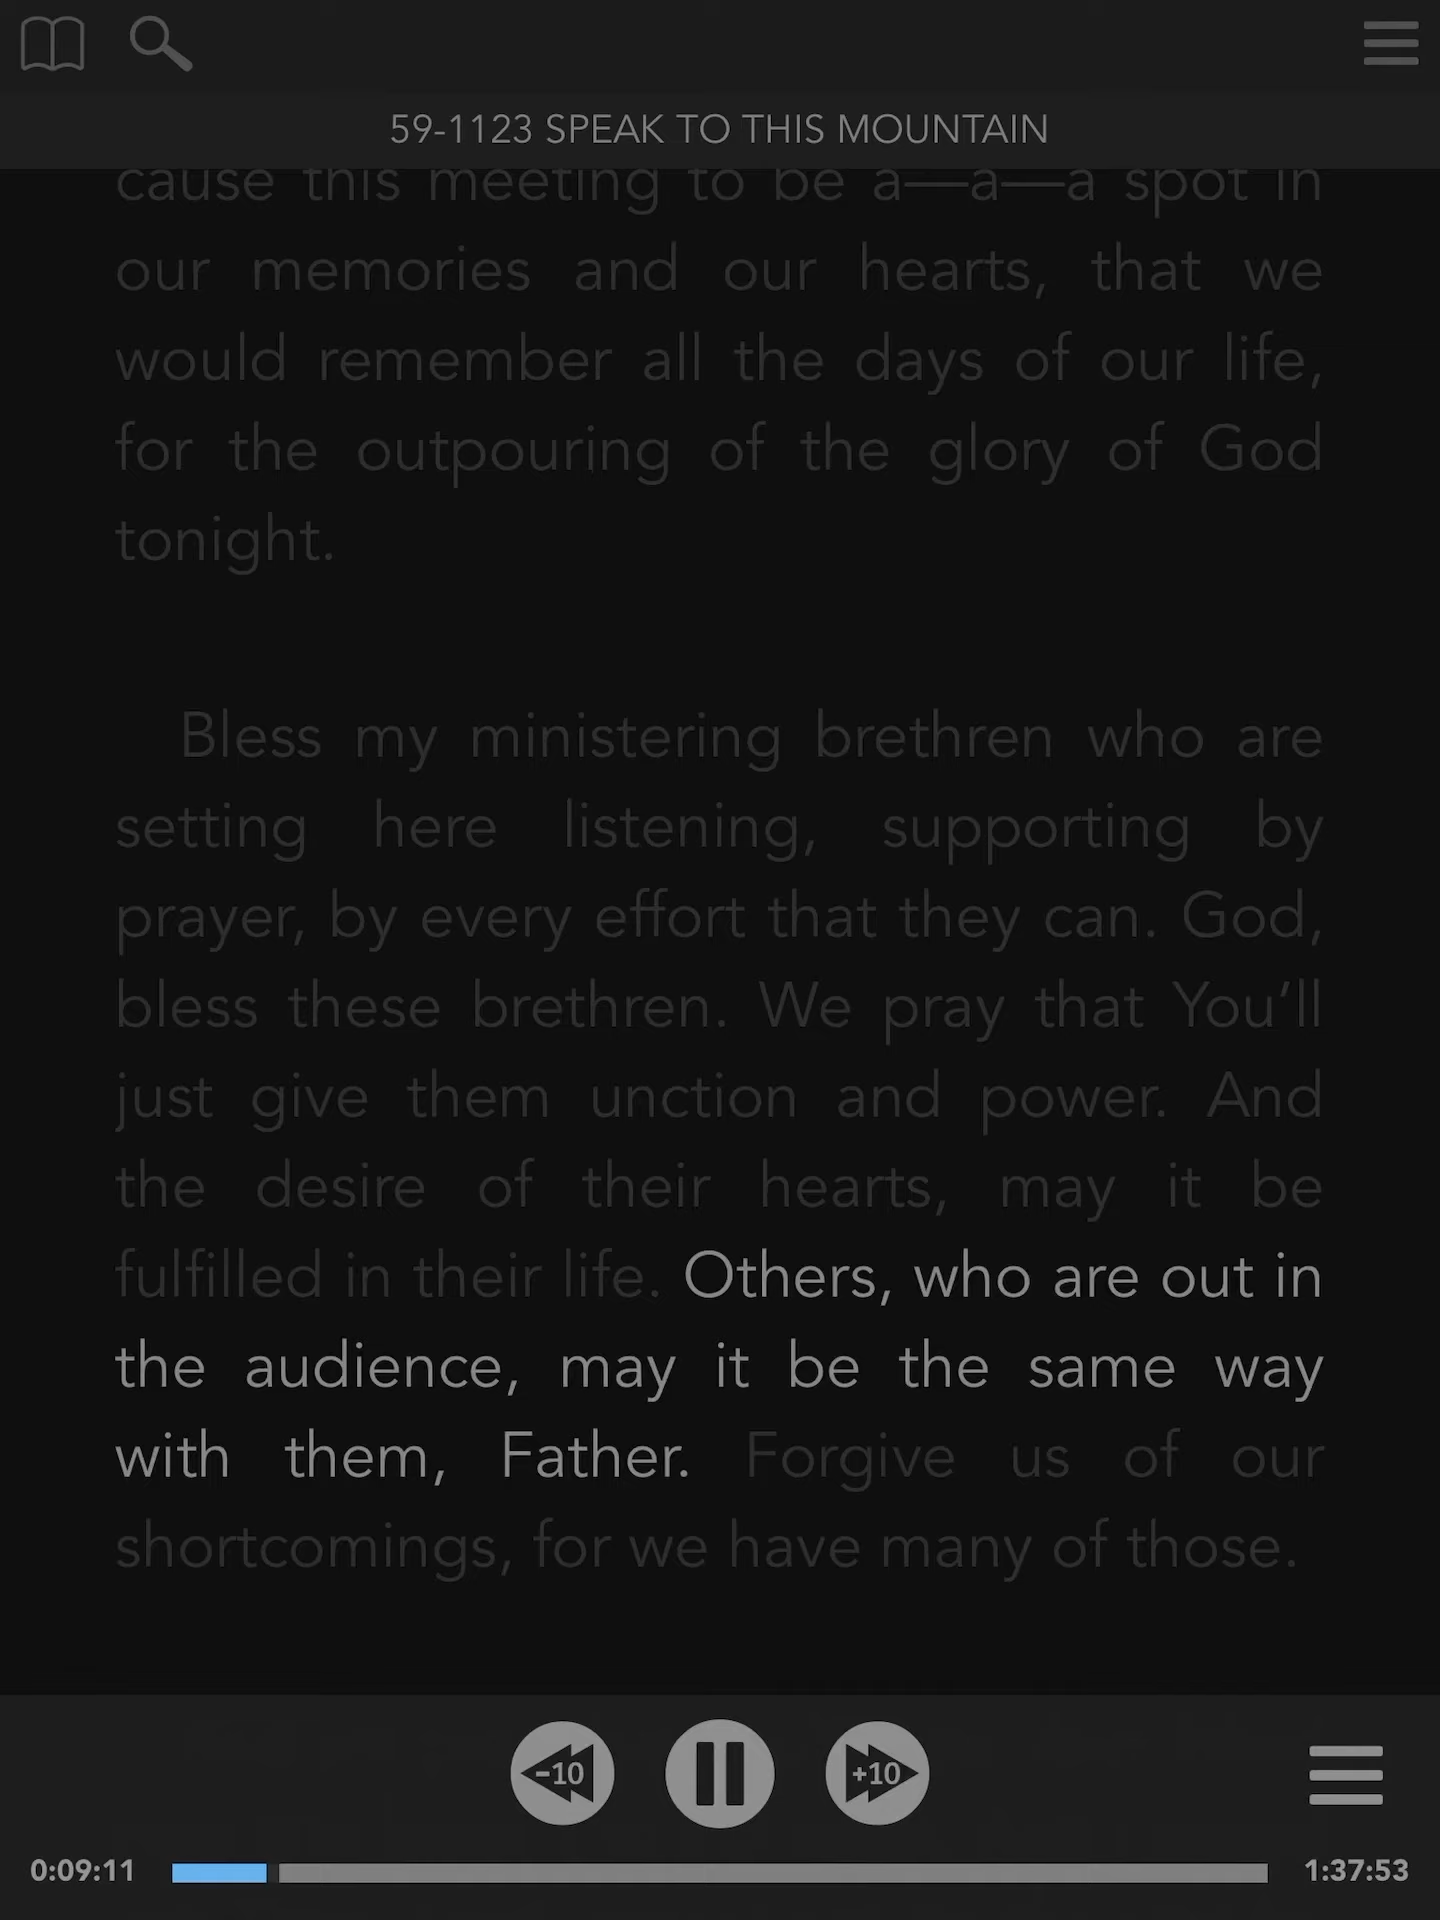 59-1123 SPEAK TO THIS MOUNTAIN
cause this meeting to be a—a—a spot in
our memories and our hearts, that we
would remember all the days of our life,
for the outpouring of the glory of God
tonight.
Bless my ministering brethren who are
setting here listening, supporting by
prayer, by every effort that they can. God,
bless these brethren. We pray that You’ll
just give them unction and power. And
the desire of their hearts, may it be
fulfilled in their life. Others, who are out in
the audience, may it be the same way
with them, Father. Forgive us of our
shortcomings, for we have many of those.
-10 +10
0:09:11 1:37:53